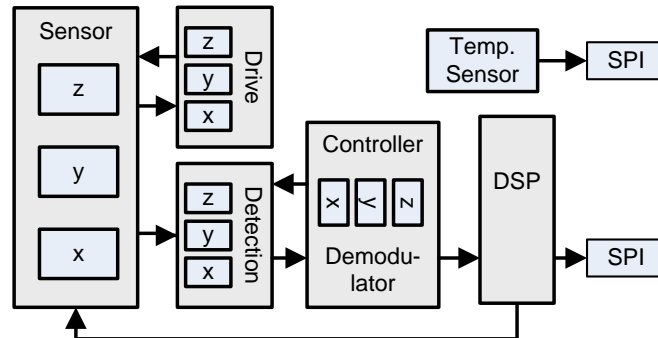 Sensor
z
y
x
z
y
x
Drive
z
y
x
Detection
Controller
x
y
z
Demodu-
lator
DSP
Temp.
Sensor
SPI
SPI